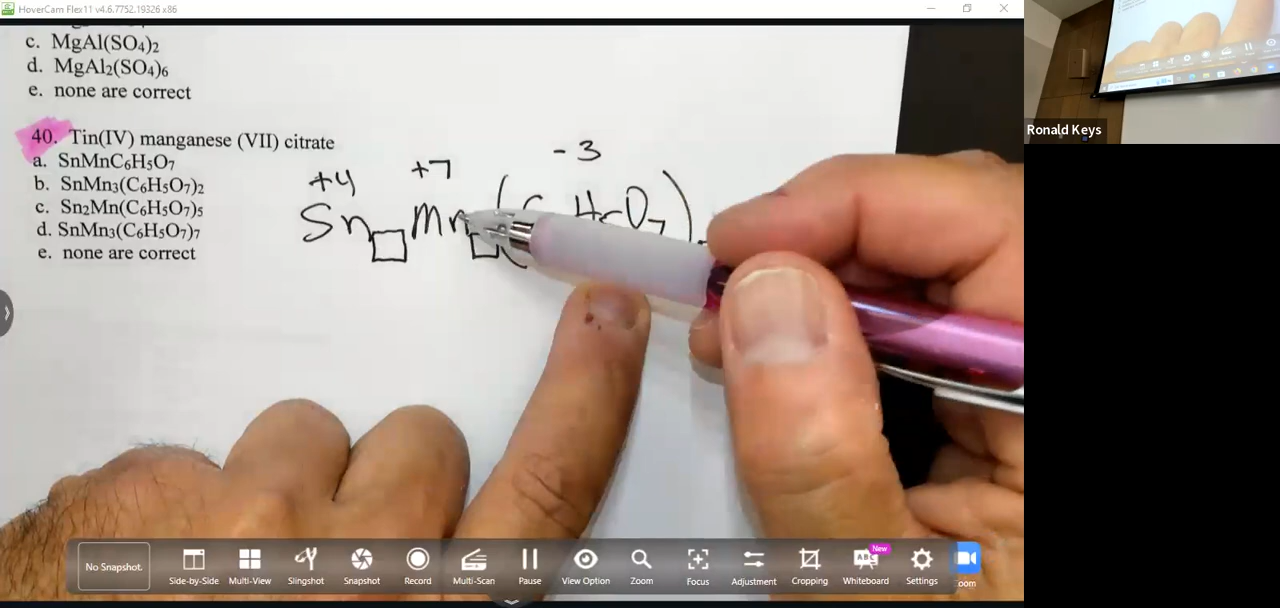 HoverCam Flex11 v4.6.7752.19326 x86
c. MgAl(SO₄)₂
d. MgAl₂(SO₄)₆
e. none are correct
40. Tin(IV) manganese (VII) citrate
a. SnMnC₆H₅O₇
b. SnMn₃(C₆H₅O₇)₂
c. Sn₂Mn(C₆H₅O₇)₅
d. SnMn₃(C₆H₅O₇)₇
e. none are correct
+4 +7 -3
Sn Mn ( H O₇)
Ronald Keys
No Snapshot.
Side-by-Side
Multi-View
Slingshot
Snapshot
Record
Multi-Scan
Pause
View Option
Zoom
Focus
Adjustment
Cropping
New
ABC
Whiteboard
Settings